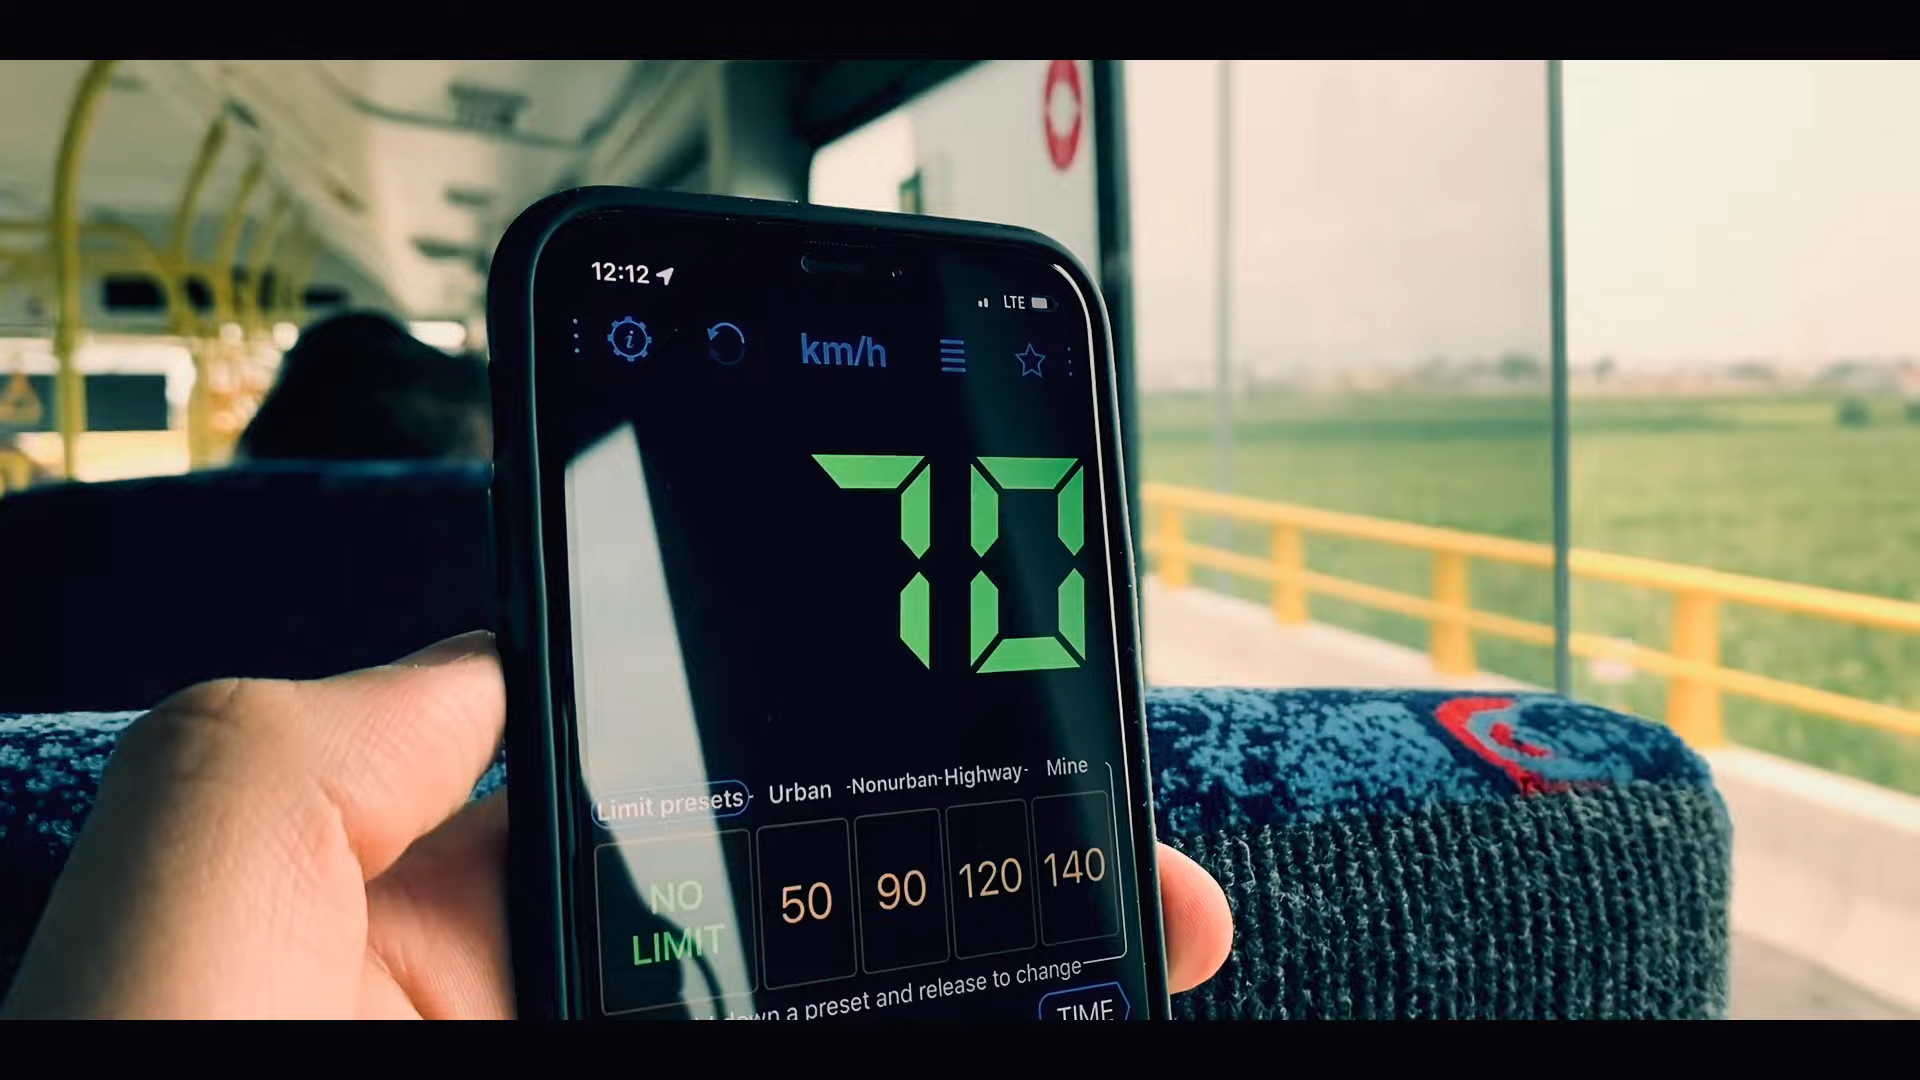 12:12
LTE
km/h
70
Limit presets Urban Nonurban Highway Mine
NO LIMIT 50 90 120 140
down a preset and release to change
TIME